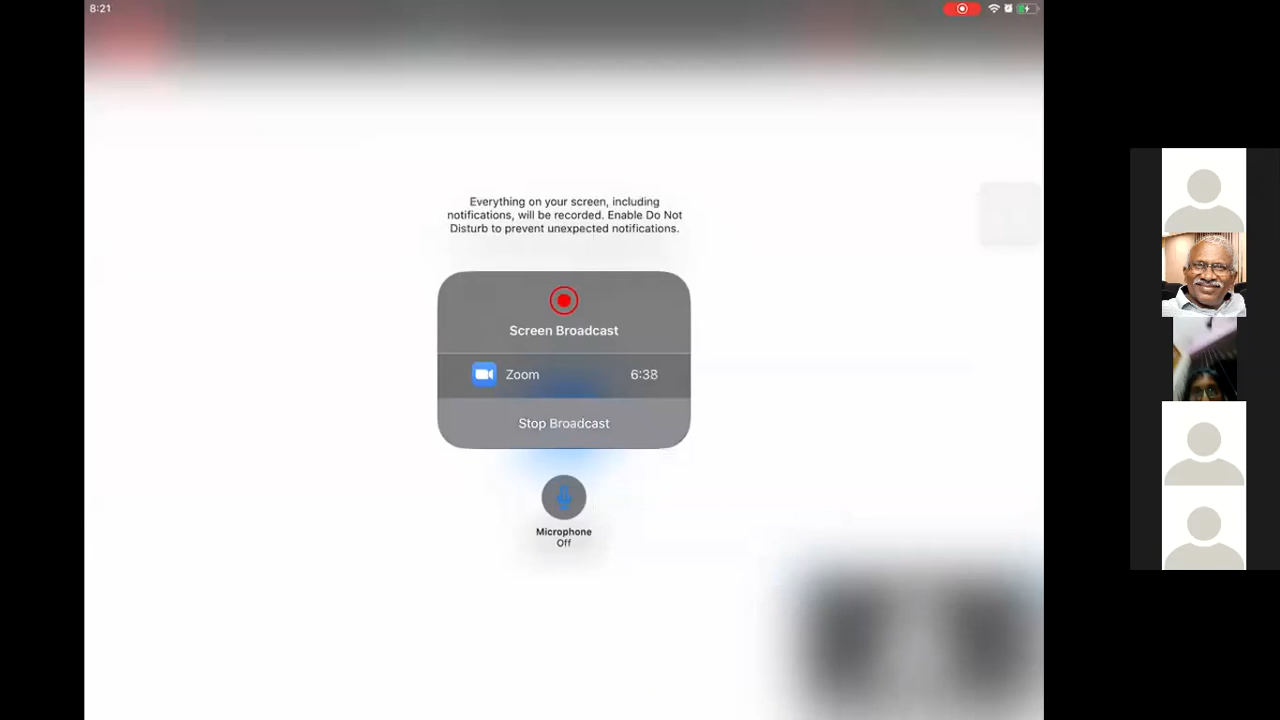 8:21
Everything on your screen, including
notifications, will be recorded. Enable Do Not
Disturb to prevent unexpected notifications.
Screen Broadcast
Zoom 6:38
Stop Broadcast
Microphone
Off